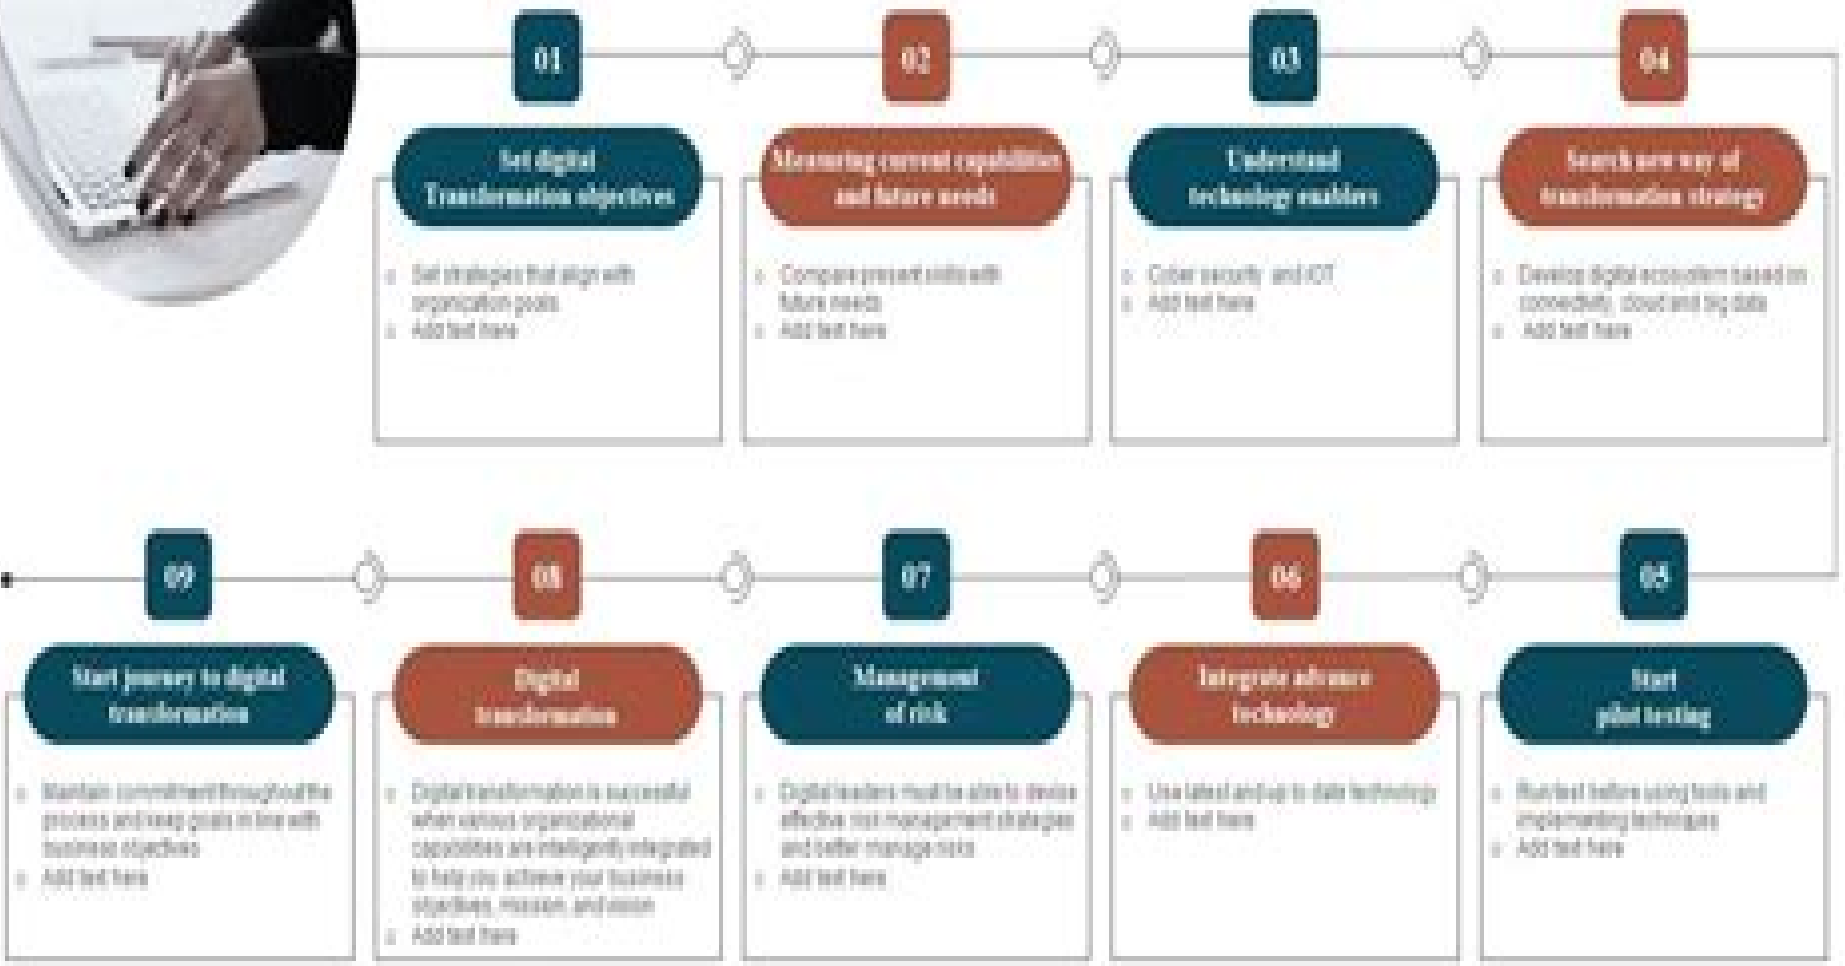 01
Set digital
Transformation objectives
Set strategies that align with
organization goals
Add text here
02
Measuring current capabilities
and future needs
Compare present skills with
future needs
Add text here
03
Understand
technology enablers
Cyber security and IOT
Add text here
04
Search new way of
transformation strategy
Develop digital ecosystem based on
connectivity, cloud and big data
Add text here
05
Start
pilot testing
Run test before using tools and
implementing techniques
Add text here
06
Integrate advance
technology
Use latest and up to date technology
Add text here
07
Management
of risk
Digital leaders must be able to devise
effective risk management strategies
and better manage risks
Add text here
08
Digital
transformation
Digital transformation is successful
when various organizational
capabilities are intelligently integrated
to help you achieve your business
objectives, mission, and vision
Add text here
09
Start journey to digital
transformation
Maintain commitment throughout the
process and keep goals in line with
business objectives
Add text here